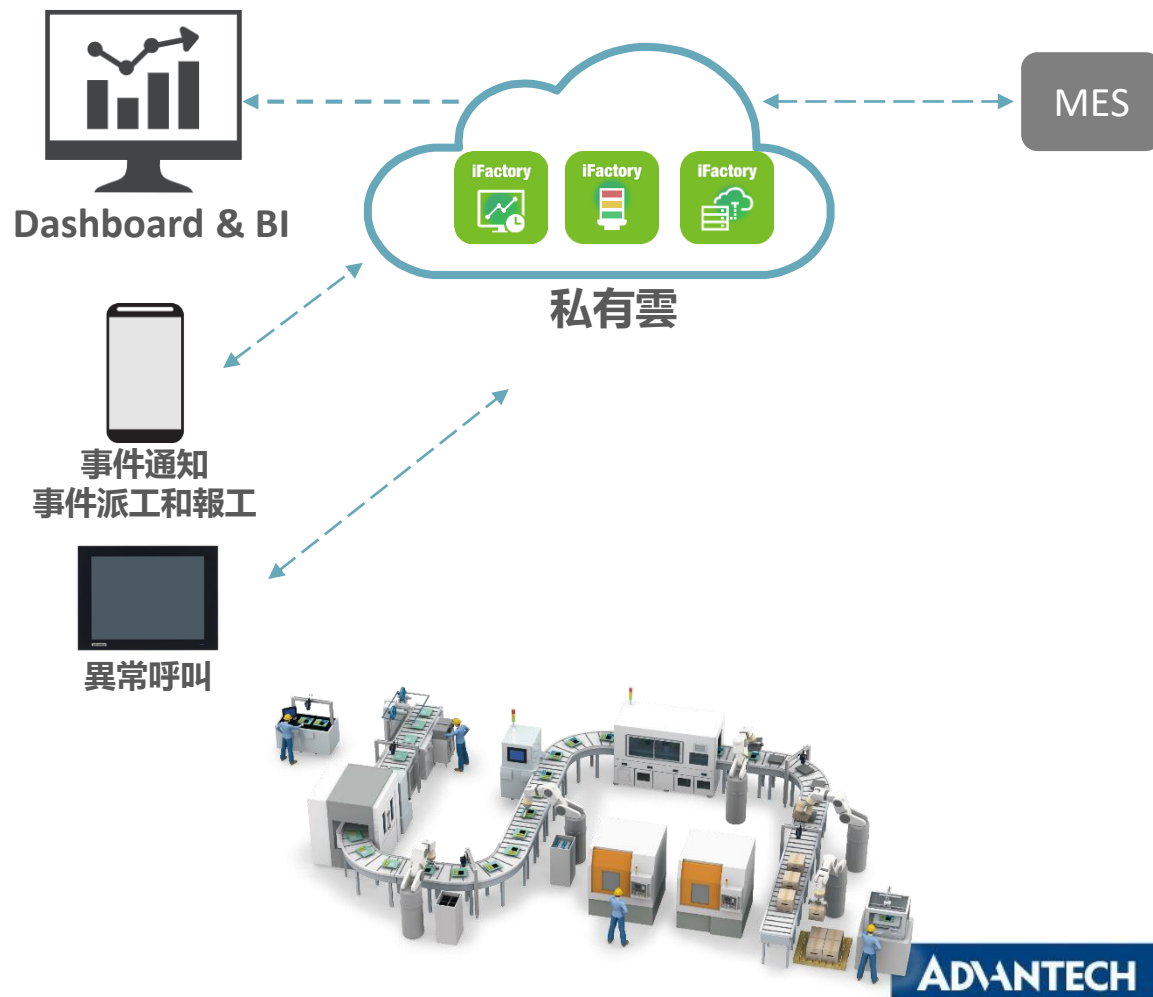 MES
iFactory
iFactory
iFactory
Dashboard & BI
私有雲
事件通知
事件派工和報工
異常呼叫
ADVANTECH